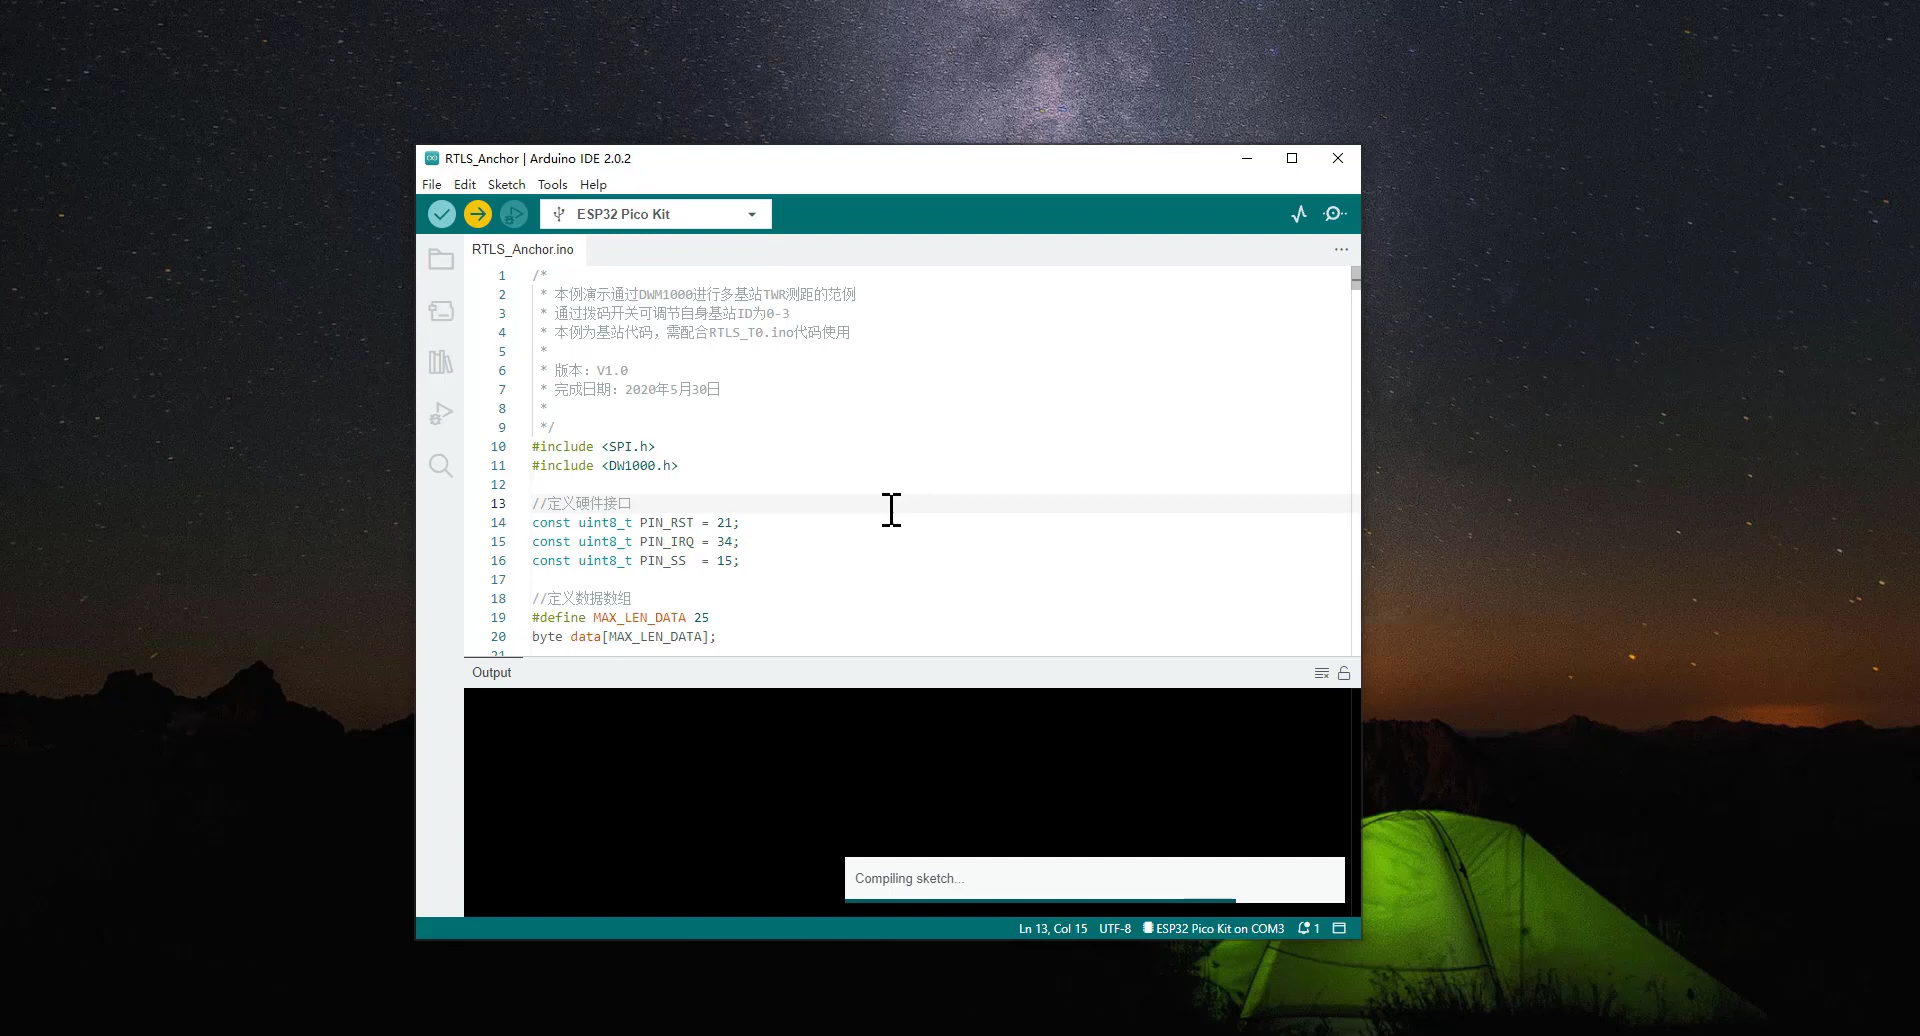 RTLS_Anchor | Arduino IDE 2.0.2
File Edit Sketch Tools Help
ESP32 Pico Kit
RTLS_Anchor.ino
1 /*
2 * 本例演示通过DWM1000进行多基站TWR测距的范例
3 * 通过拨码开关可调节自身基站ID为0-3
4 * 本例为基站代码，需配合RTLS_T0.ino代码使用
5 *
6 * 版本：V1.0
7 * 完成日期：2020年5月30日
8 *
9 */
10 #include <SPI.h>
11 #include <DW1000.h>
12
13 //定义硬件接口
14 const uint8_t PIN_RST = 21;
15 const uint8_t PIN_IRQ = 34;
16 const uint8_t PIN_SS  = 15;
17
18 //定义数据数组
19 #define MAX_LEN_DATA 25
20 byte data[MAX_LEN_DATA];
21
Output
Compiling sketch...
Ln 13, Col 15 UTF-8 ESP32 Pico Kit on COM3 1